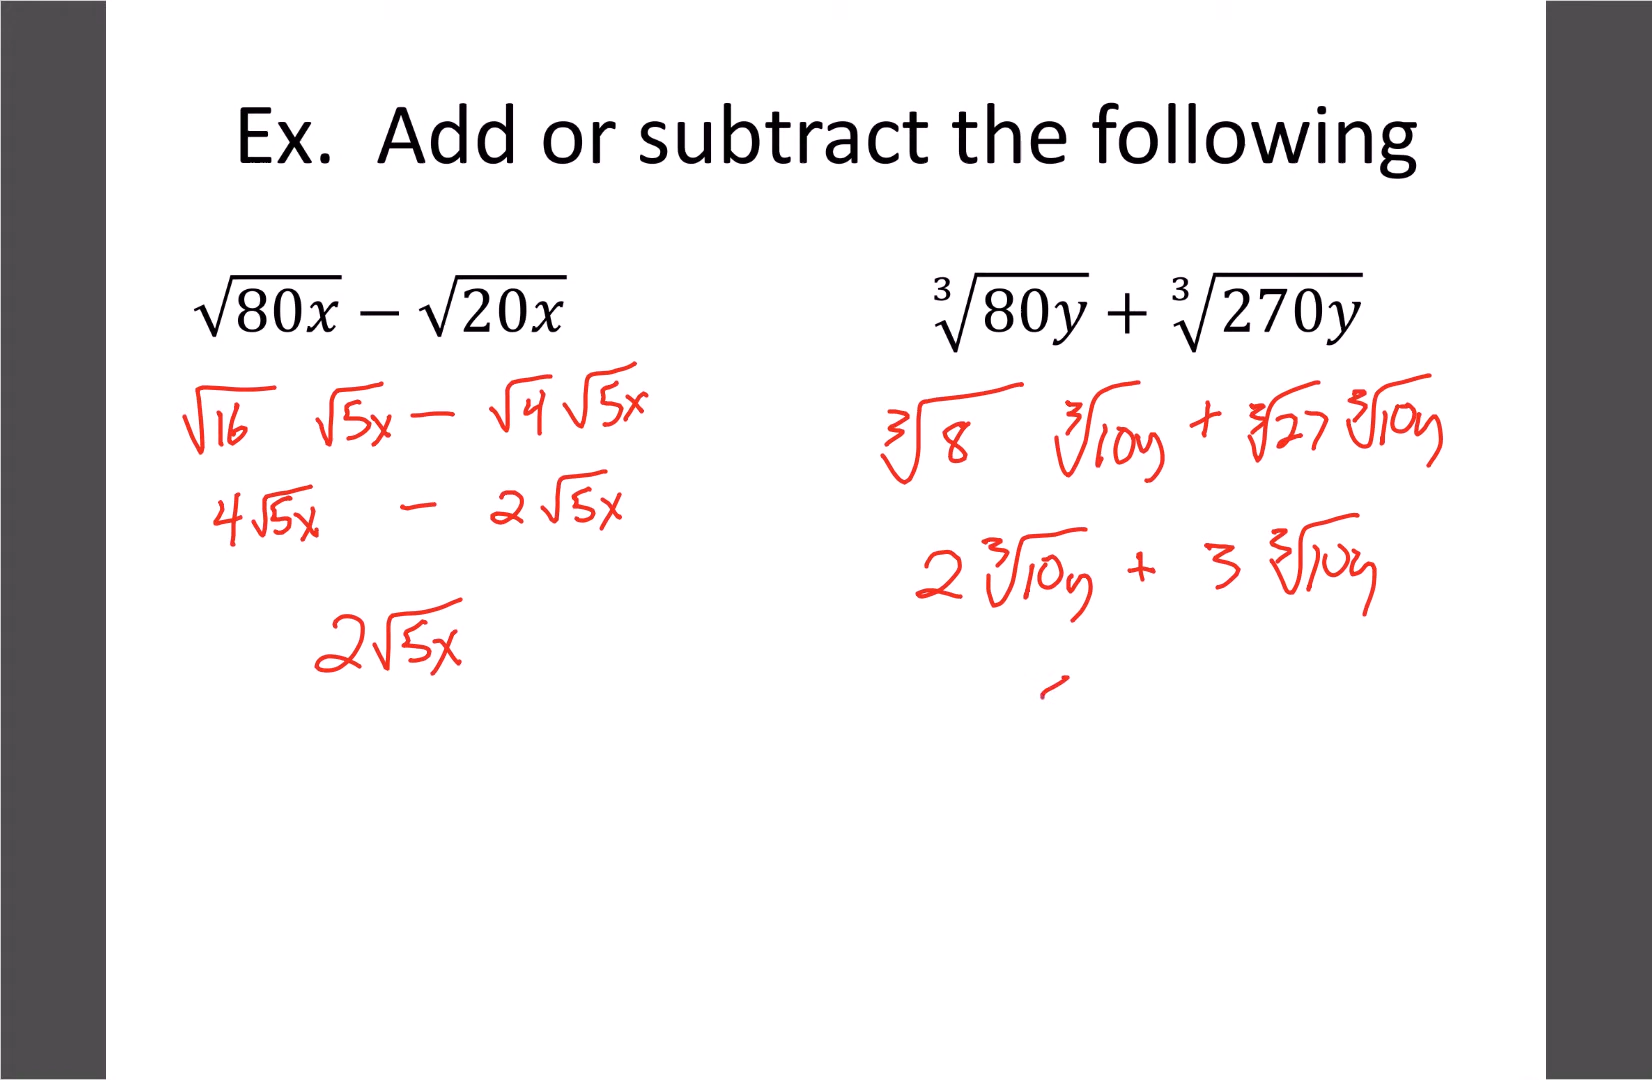 Ex. Add or subtract the following
√80x − √20x
√16 √5x − √4 √5x
4√5x − 2√5x
2√5x
∛80y + ∛270y
∛8 ∛10y + ∛27 ∛10y
2∛10y + 3∛10y